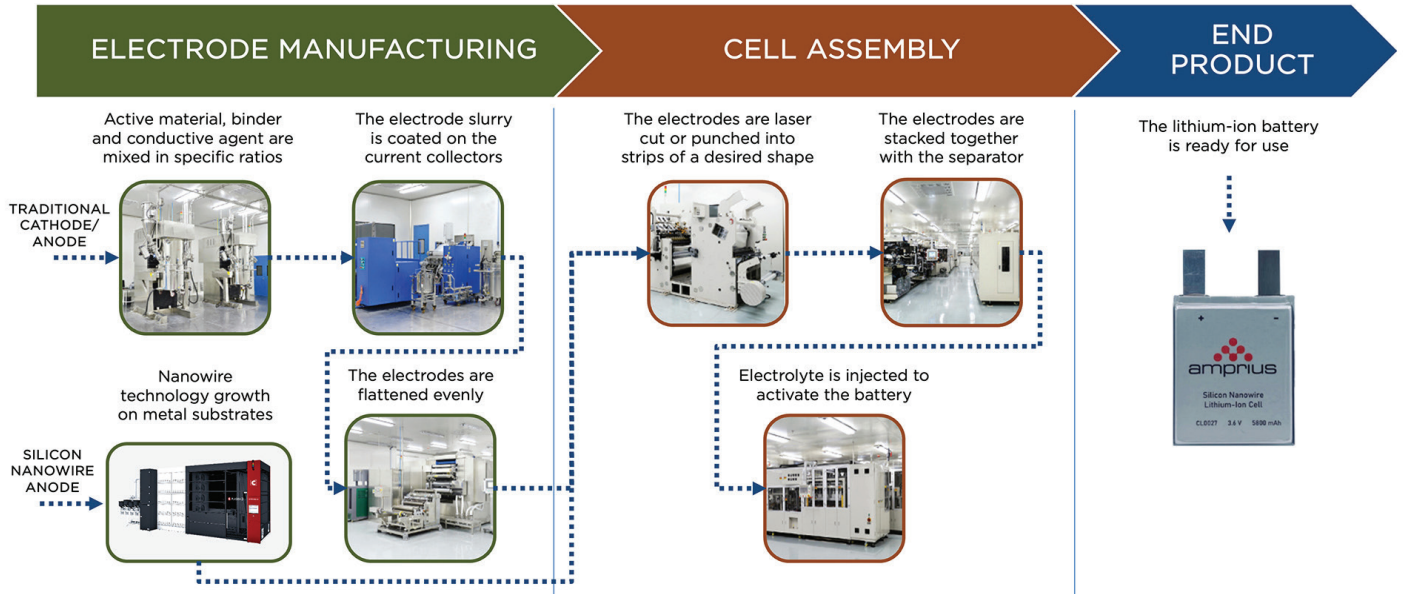 ELECTRODE MANUFACTURING
CELL ASSEMBLY
END
PRODUCT
Active material, binder
and conductive agent are
mixed in specific ratios
The electrode slurry
is coated on the
current collectors
The electrodes are laser
cut or punched into
strips of a desired shape
The electrodes are
stacked together
with the separator
The lithium-ion battery
is ready for use
TRADITIONAL
CATHODE/
ANODE
Nanowire
technology growth
on metal substrates
The electrodes are
flattened evenly
Electrolyte is injected to
activate the battery
SILICON
NANOWIRE
ANODE
+ -
amprius
Silicon Nanowire
Lithium-Ion Cell
CL0027 3.6 V 5800 mAh